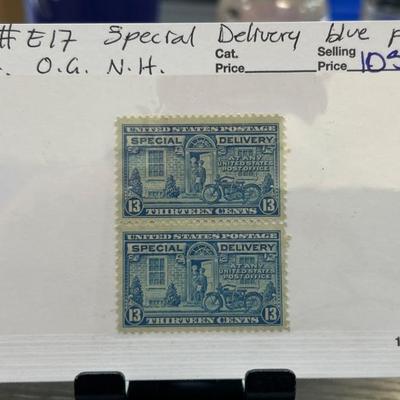 #E17 Special Delivery blue
Cat. Selling
Price Price
O.G. N.H.
UNITED STATES POSTAGE
SPECIAL DELIVERY
AT ANY
UNITED STATES
POST OFFICE
13 13
THIRTEEN CENTS
UNITED STATES POSTAGE
SPECIAL DELIVERY
AT ANY
UNITED STATES
POST OFFICE
13 13
THIRTEEN CENTS